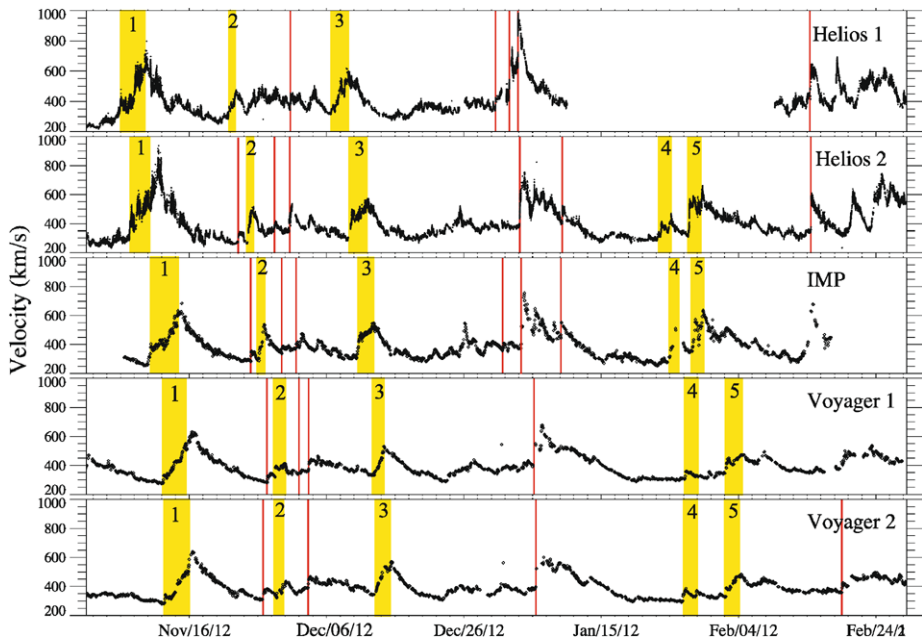 1000 1 2 3 Helios 1
800
600
400
200
1000 1 2 3 4 5 Helios 2
800
600
400
200
1000 1 2 3 4 5 IMP
800
600
400
200
1000 1 2 3 4 5 Voyager 1
800
600
400
200
1000 1 2 3 4 5 Voyager 2
800
600
400
200
Velocity (km/s)
Nov/16/12 Dec/06/12 Dec/26/12 Jan/15/12 Feb/04/12 Feb/24/1